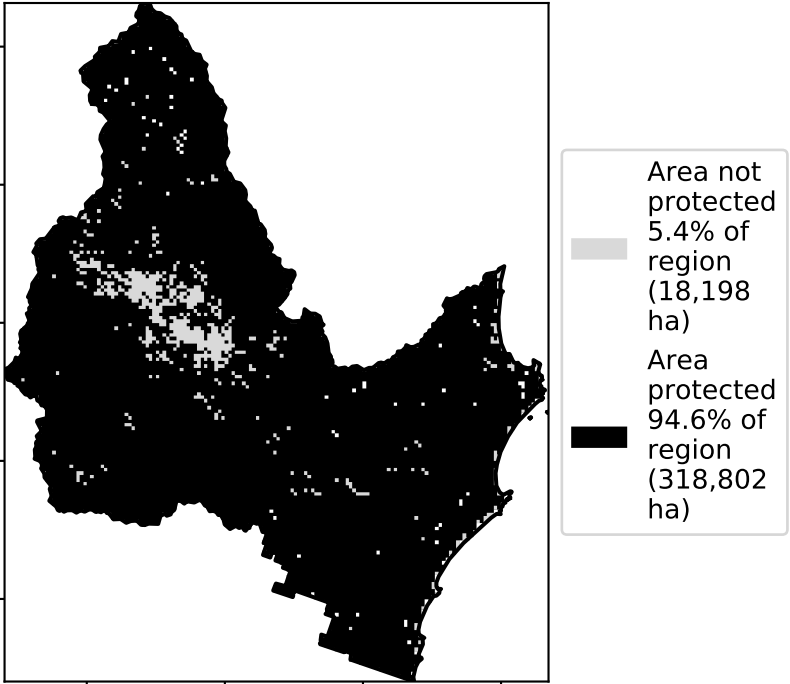 Area not
protected
5.4% of
region
(18,198
ha)
Area
protected
94.6% of
region
(318,802
ha)